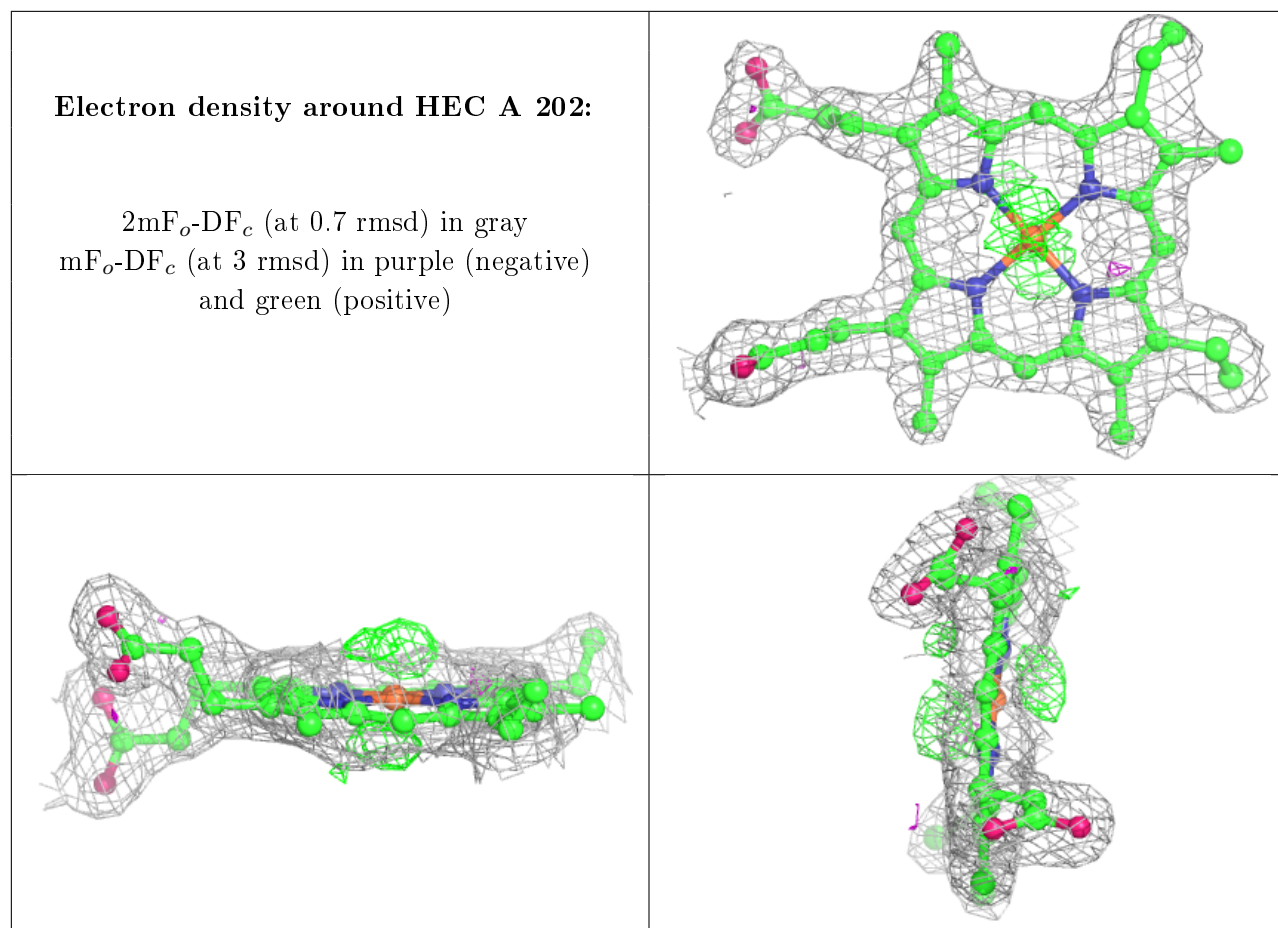 Electron density around HEC A 202:
2mFo-DFc (at 0.7 rmsd) in gray
mFo-DFc (at 3 rmsd) in purple (negative)
and green (positive)